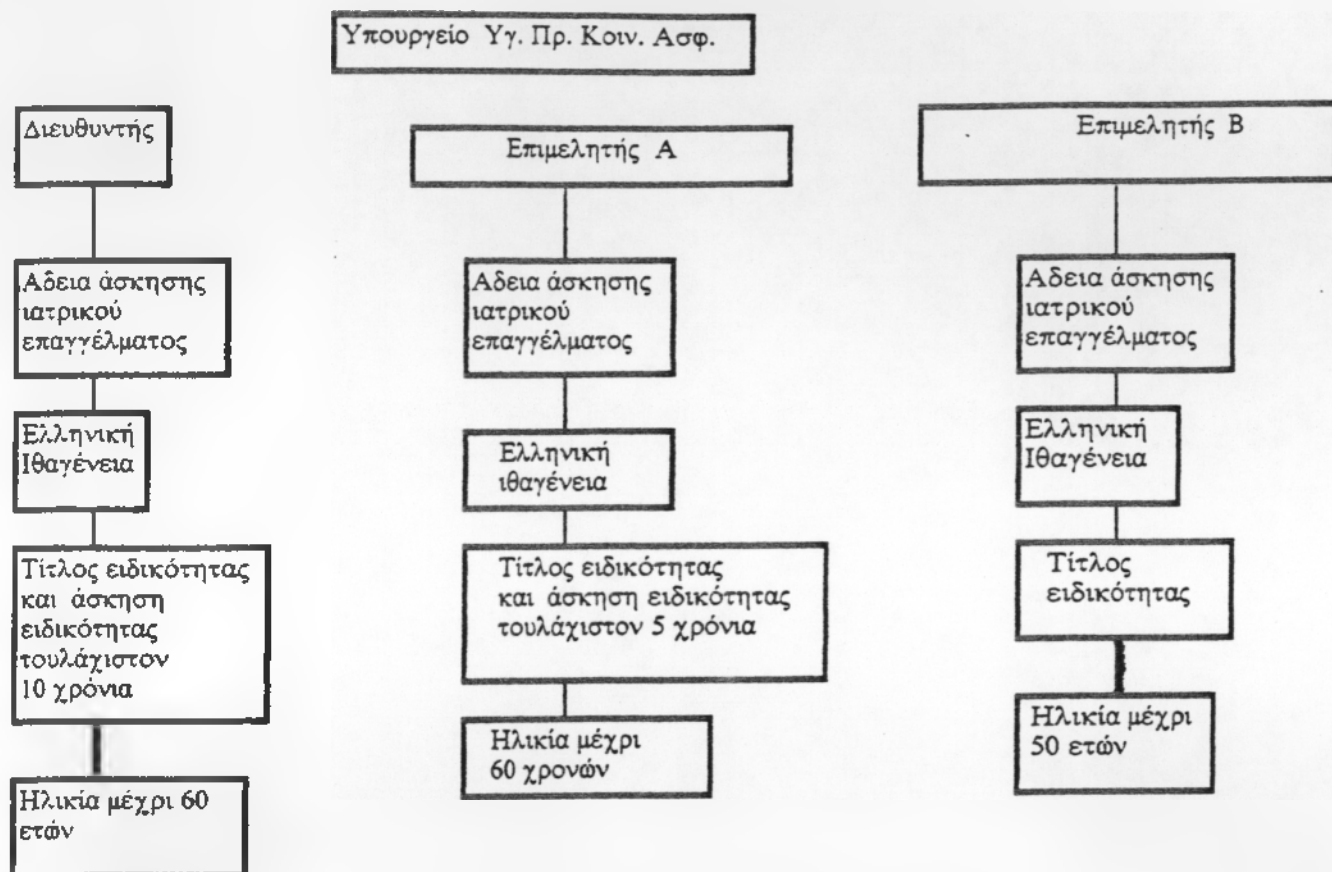 Υπουργείο Υγ. Πρ. Κοιν. Ασφ.
Διευθυντής
Αδεια άσκησης
ιατρικού
επαγγέλματος
Ελληνική
Ιθαγένεια
Τίτλος ειδικότητας
και άσκηση
ειδικότητας
τουλάχιστον
10 χρόνια
Ηλικία μέχρι 60
ετών
Επιμελητής Α
Αδεια άσκησης
ιατρικού
επαγγέλματος
Ελληνική
ιθαγένεια
Τίτλος ειδικότητας
και άσκηση ειδικότητας
τουλάχιστον 5 χρόνια
Ηλικία μέχρι
60 χρονών
Επιμελητής Β
Αδεια άσκησης
ιατρικού
επαγγέλματος
Ελληνική
Ιθαγένεια
Τίτλος
ειδικότητας
Ηλικία μέχρι
50 ετών